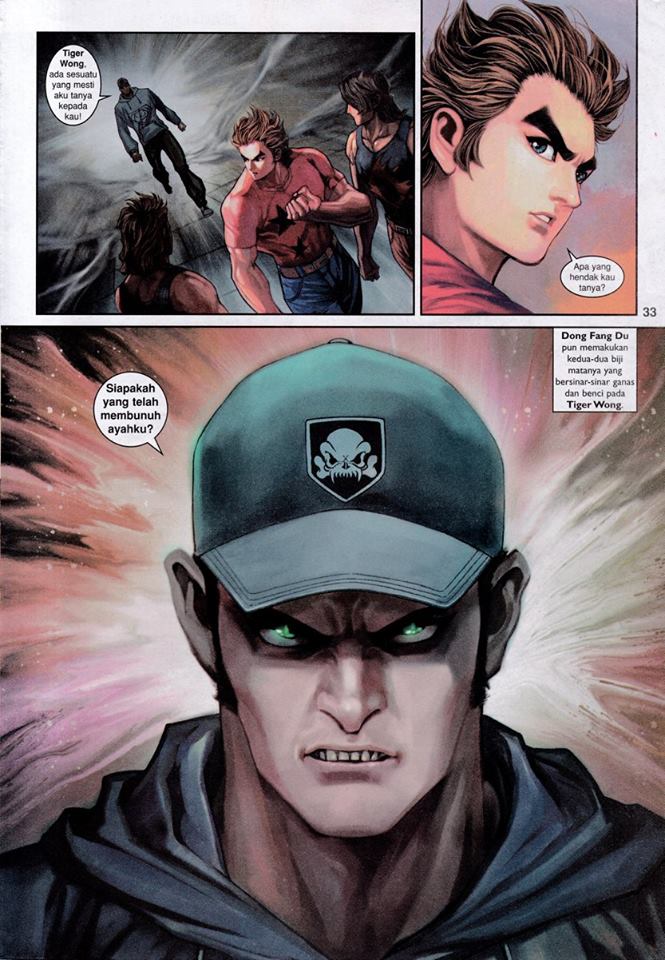 Tiger
Wong,
ada sesuatu
yang mesti
aku tanya
kepada
kau!
Apa yang
hendak kau
tanya?
33
Dong Fang Du
pun memakukan
kedua-dua biji
matanya yang
bersinar-sinar ganas
dan benci pada
Tiger Wong.
Siapakah
yang telah
membunuh
ayahku?